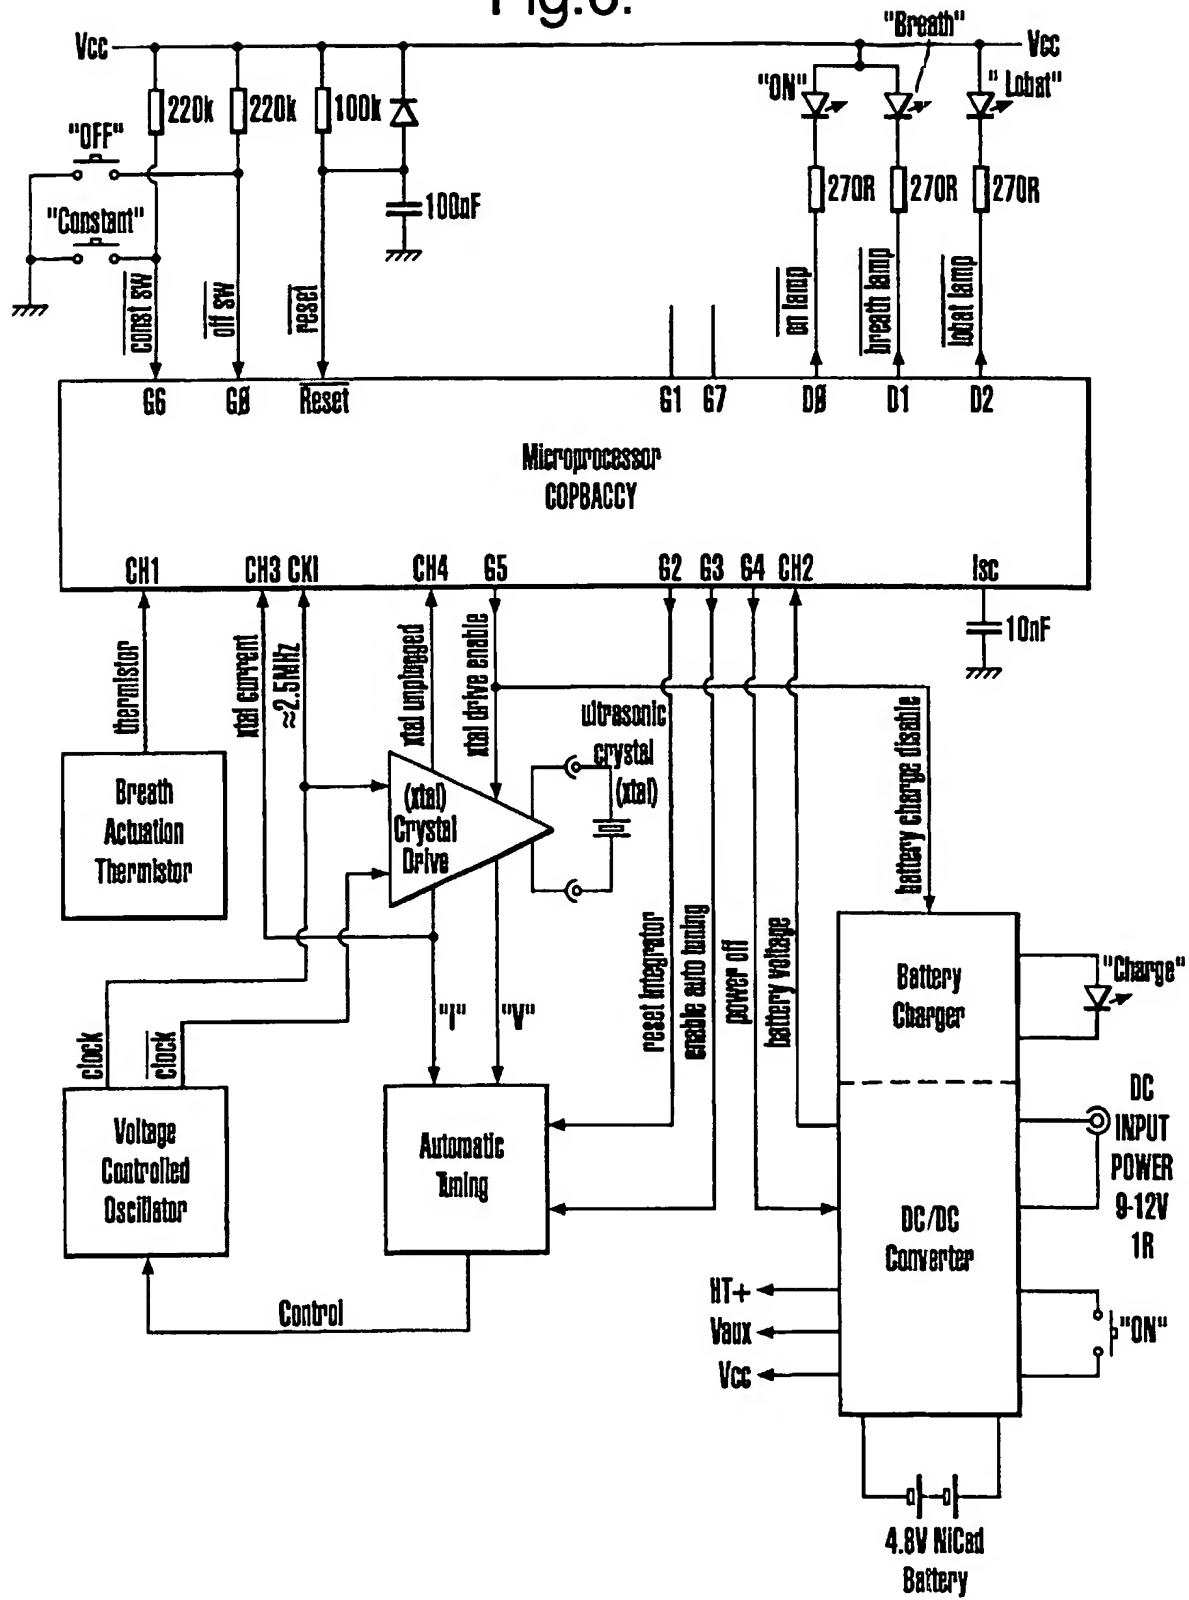 Fig.6.
Vcc
Vcc
"Breath"
"ON"
"Lobat"
220k
220k
100k
"OFF"
"Constant"
100nF
270R
270R
270R
const sw
off sw
reset
on lamp
breath lamp
lobat lamp
G6
GØ
Reset
G1
G7
DØ
D1
D2
Microprocessor
COP8ACCY
CH1
CH3
CKI
CH4
G5
G2
G3
G4
CH2
Isc
10nF
thermistor
xtal current
≈2.5MHz
xtal unplugged
xtal drive enable
ultrasonic
crystal
(xtal)
battery charge disable
Breath
Actuation
Thermistor
(xtal)
Crystal
Drive
reset integrator
enable auto tuning
power off
battery voltage
Battery
Charger
"Charge"
clock
clock
"I"
"V"
Voltage
Controlled
Oscillator
Automatic
Tuning
DC
INPUT
POWER
9-12V
1R
DC/DC
Converter
HT+
Vaux
Vcc
"ON"
Control
4.8V NiCad
Battery